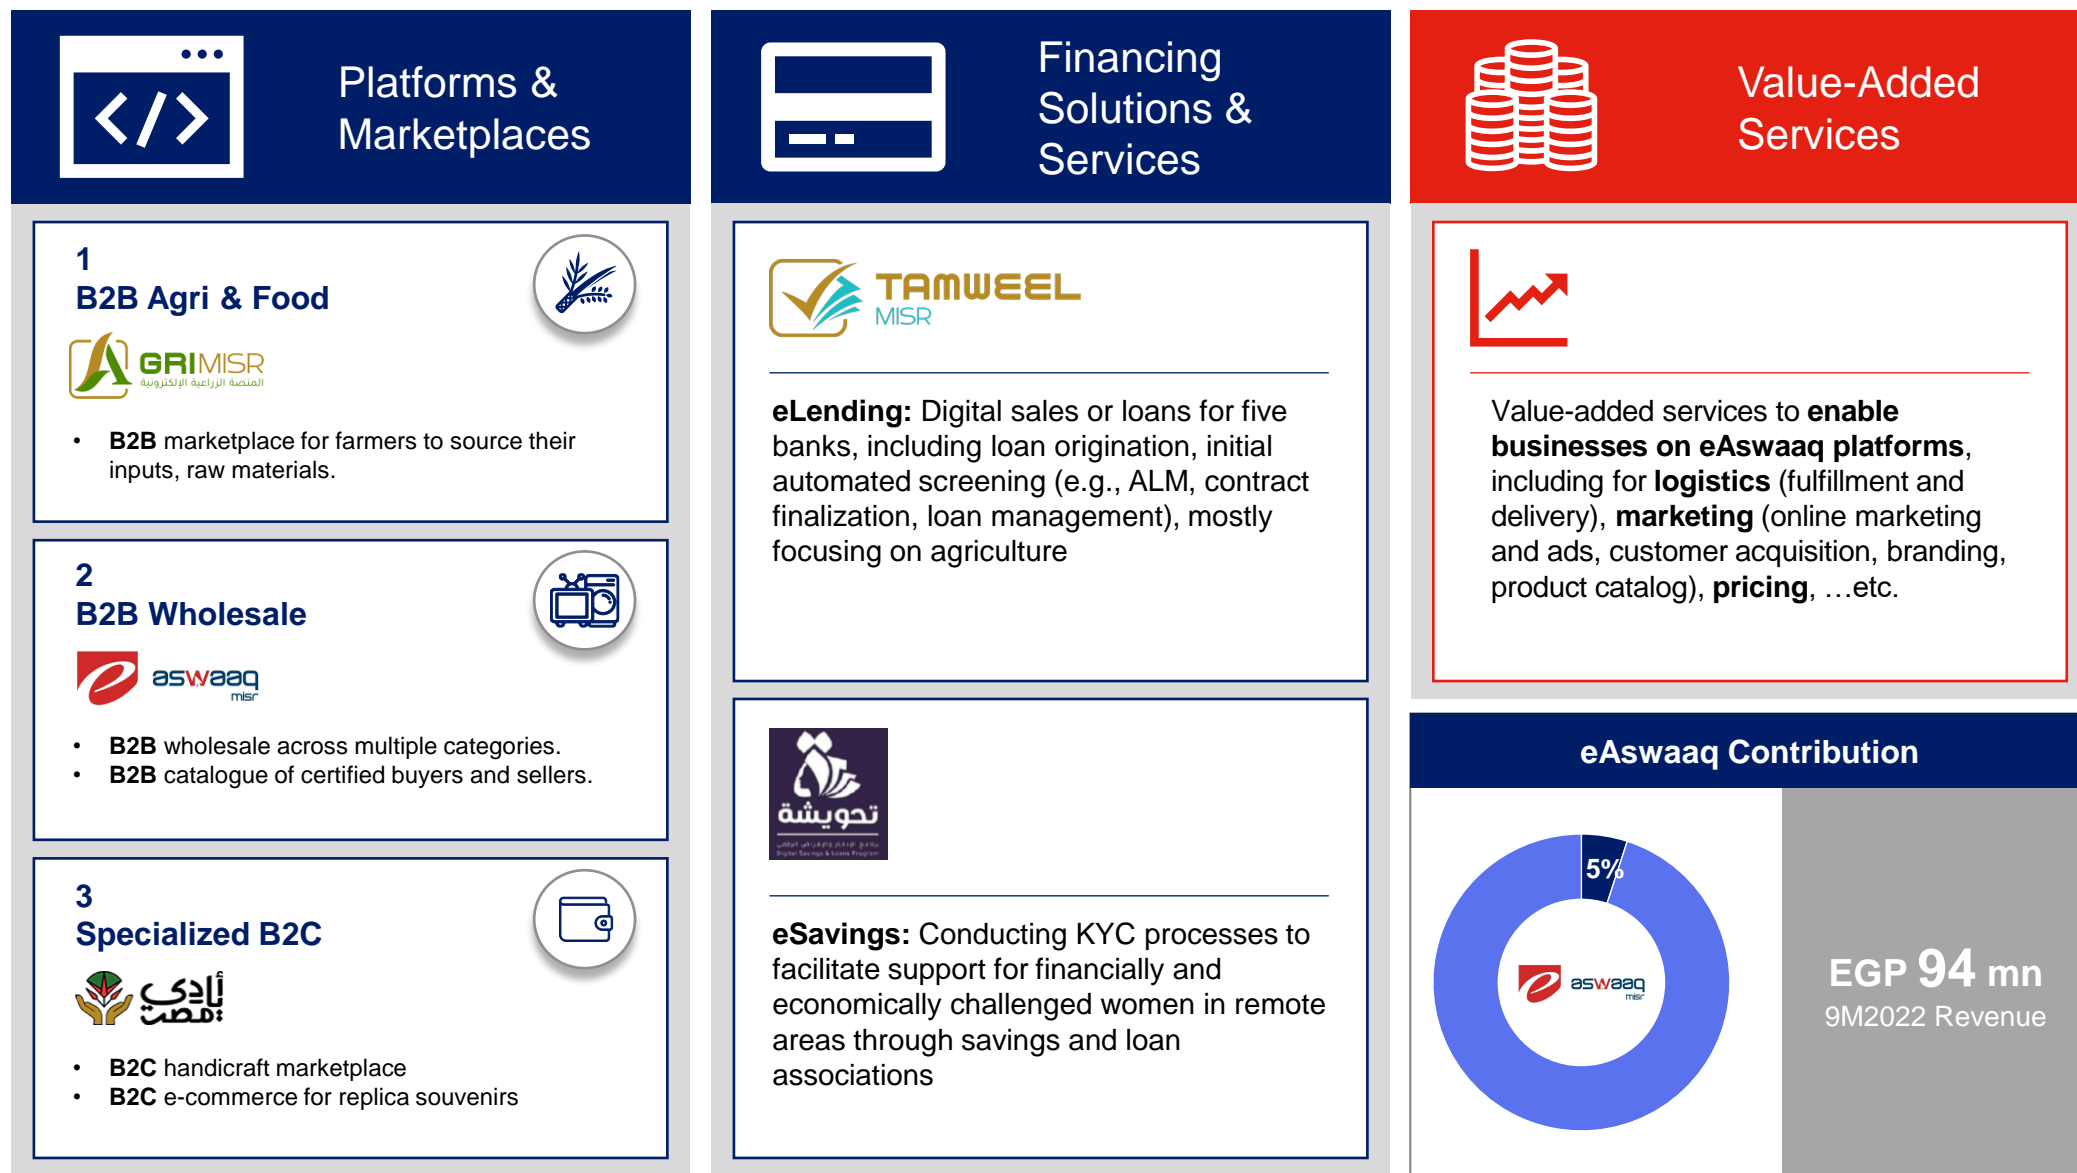 Platforms &
Marketplaces
1
B2B Agri & Food
GRIMISR
المنصة الزراعية الإلكترونية
• B2B marketplace for farmers to source their
inputs, raw materials.
2
B2B Wholesale
aswaaq
misr
• B2B wholesale across multiple categories.
• B2B catalogue of certified buyers and sellers.
3
Specialized B2C
أيادي
مصر
• B2C handicraft marketplace
• B2C e-commerce for replica souvenirs
Financing
Solutions &
Services
TAMWEEL
MISR
eLending: Digital sales or loans for five
banks, including loan origination, initial
automated screening (e.g., ALM, contract
finalization, loan management), mostly
focusing on agriculture
تحويشة
Digital Savings & Loans Program
eSavings: Conducting KYC processes to
facilitate support for financially and
economically challenged women in remote
areas through savings and loan
associations
Value-Added
Services
Value-added services to enable
businesses on eAswaaq platforms,
including for logistics (fulfillment and
delivery), marketing (online marketing
and ads, customer acquisition, branding,
product catalog), pricing, …etc.
eAswaaq Contribution
5%
aswaaq
misr
EGP 94 mn
9M2022 Revenue